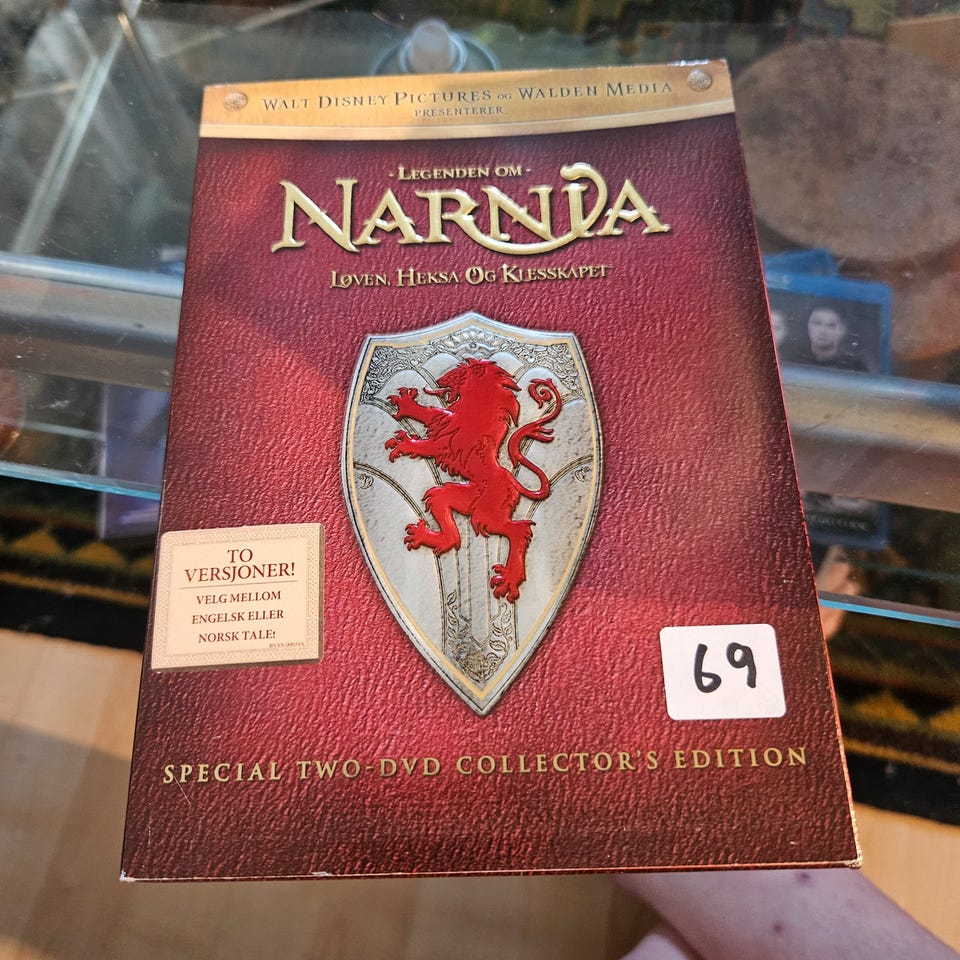 WALT DISNEY PICTURES OG WALDEN MEDIA
PRESENTERER
- LEGENDEN OM -
NARNIA
LØVEN, HEKSA OG KLESSKAPET
TO
VERSJONER!
VELG MELLOM
ENGELSK ELLER
NORSK TALE!
69
SPECIAL TWO-DVD COLLECTOR'S EDITION